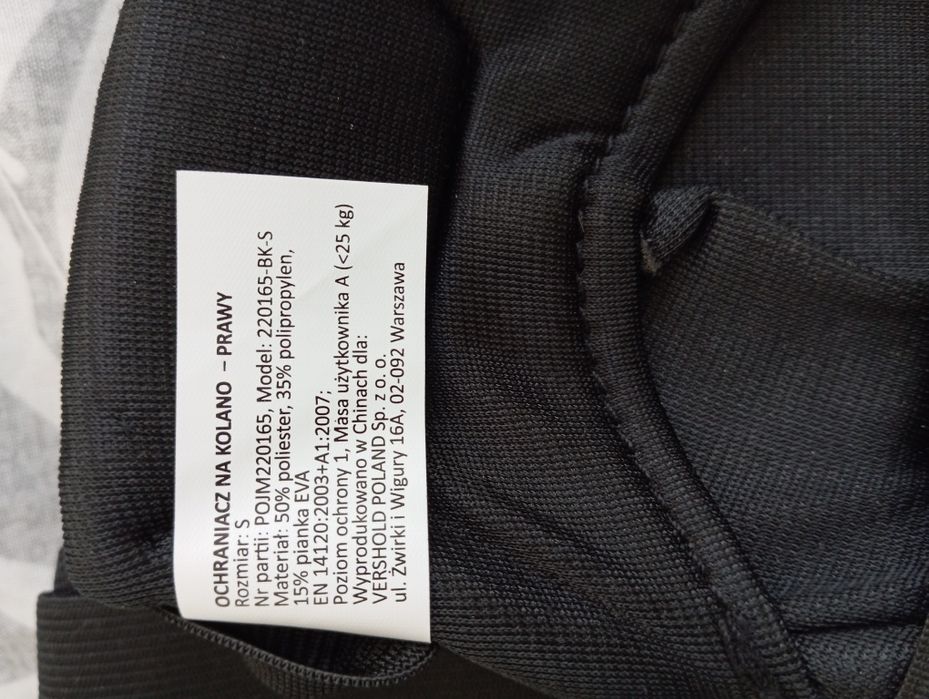 OCHRANIACZ NA KOLANO – PRAWY
Rozmiar: S
Nr partii: POJM220165, Model: 220165-BK-S
Materiał: 50% poliester, 35% polipropylen,
15% pianka EVA
EN 14120:2003+A1:2007;
Poziom ochrony 1, Masa użytkownika A (<25 kg)
Wyprodukowano w Chinach dla:
VERSHOLD POLAND Sp. z o. o.
ul. Żwirki i Wigury 16A, 02-092 Warszawa